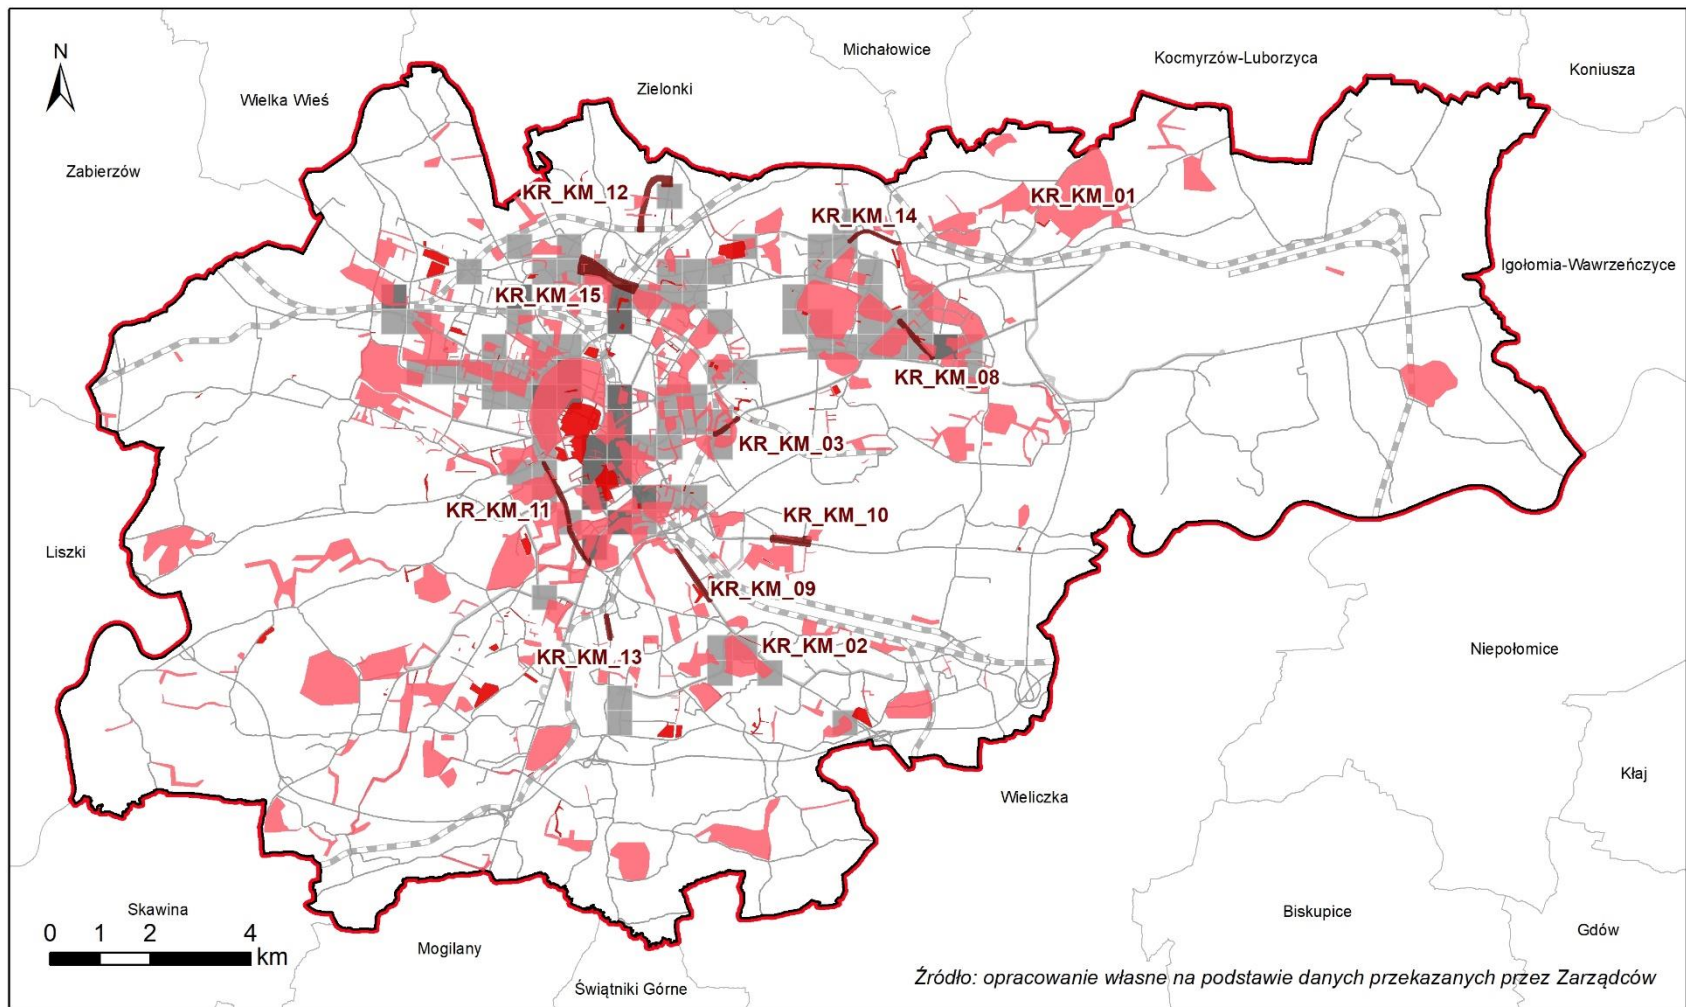 Michałowice
Kocmyrzów-Luborzyca
N
Koniusza
Zielonki
Wielka Wieś
Zabierzów
KR_KM_12
KR_KM_01
KR_KM_14
Igołomia-Wawrzeńczyce
KR_KM_15
KR_KM_08
KR_KM_03
KR_KM_11
KR_KM_10
Liszki
KR_KM_09
KR_KM_02
Niepołomice
KR_KM_13
Kłaj
Wieliczka
Skawina
Biskupice
Gdów
0 1 2 4
km
Mogilany
Źródło: opracowanie własne na podstawie danych przekazanych przez Zarządców
Świątniki Górne